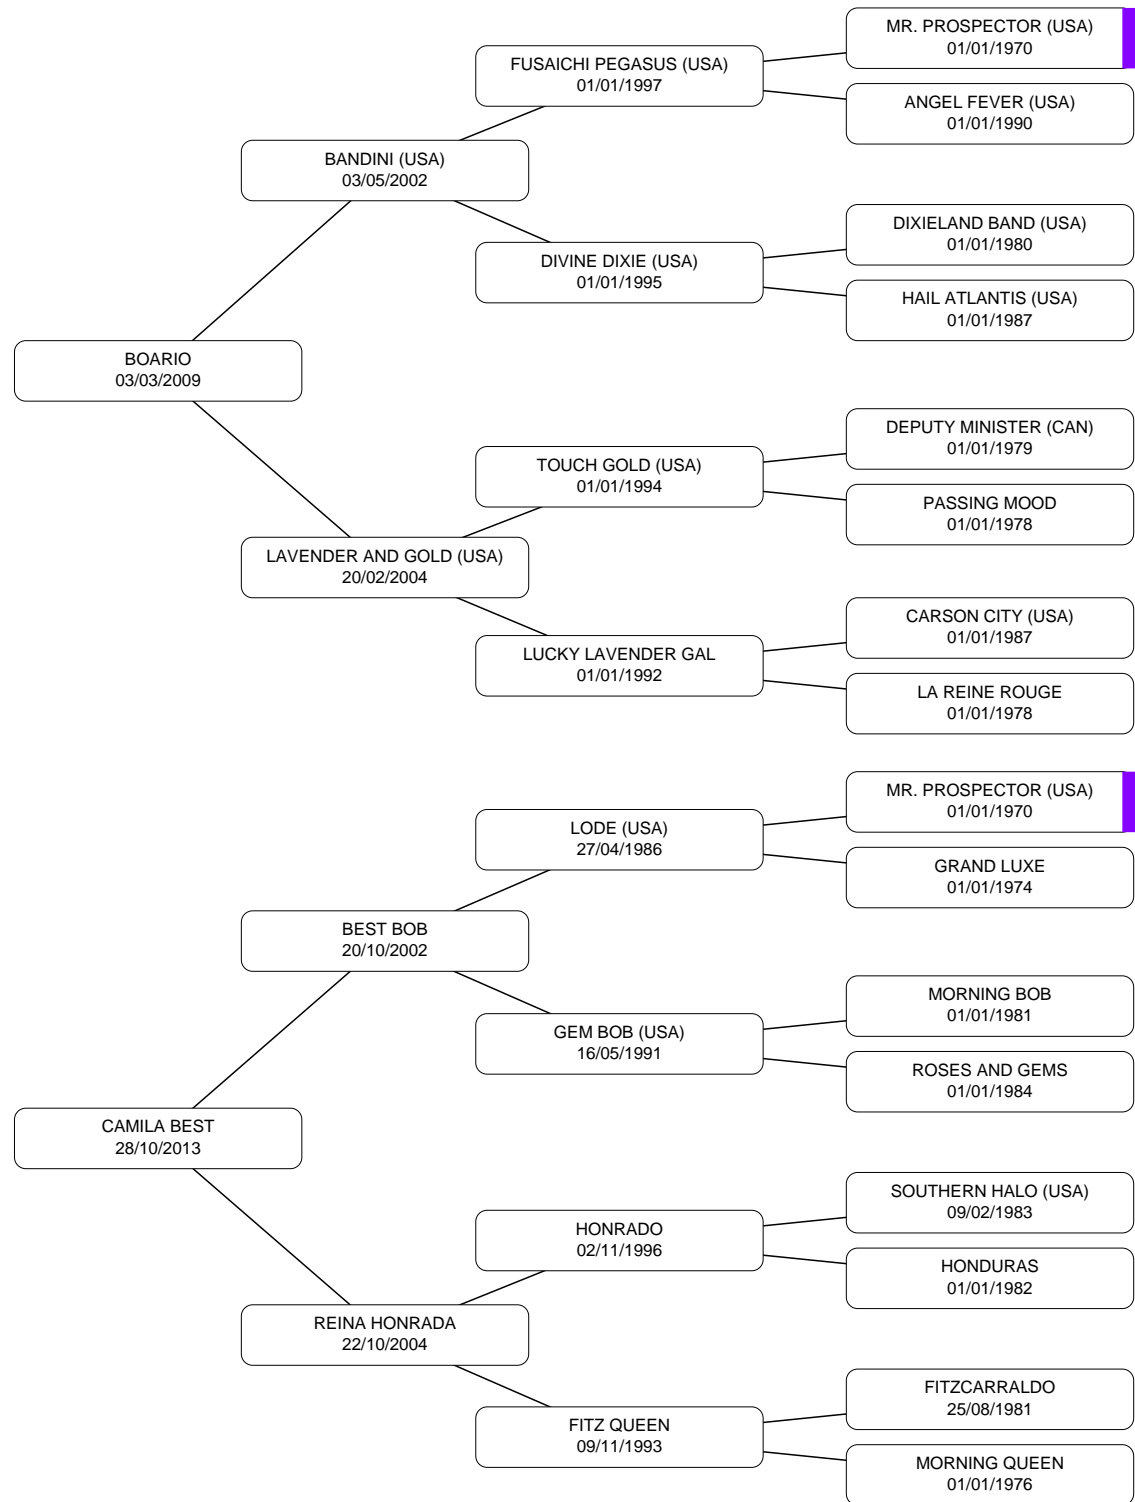 MR. PROSPECTOR (USA)
01/01/1970
FUSAICHI PEGASUS (USA)
01/01/1997
ANGEL FEVER (USA)
01/01/1990
BANDINI (USA)
03/05/2002
DIXIELAND BAND (USA)
01/01/1980
DIVINE DIXIE (USA)
01/01/1995
HAIL ATLANTIS (USA)
01/01/1987
BOARIO
03/03/2009
DEPUTY MINISTER (CAN)
01/01/1979
TOUCH GOLD (USA)
01/01/1994
PASSING MOOD
01/01/1978
LAVENDER AND GOLD (USA)
20/02/2004
CARSON CITY (USA)
01/01/1987
LUCKY LAVENDER GAL
01/01/1992
LA REINE ROUGE
01/01/1978
MR. PROSPECTOR (USA)
01/01/1970
LODE (USA)
27/04/1986
GRAND LUXE
01/01/1974
BEST BOB
20/10/2002
MORNING BOB
01/01/1981
GEM BOB (USA)
16/05/1991
ROSES AND GEMS
01/01/1984
CAMILA BEST
28/10/2013
SOUTHERN HALO (USA)
09/02/1983
HONRADO
02/11/1996
HONDURAS
01/01/1982
REINA HONRADA
22/10/2004
FITZCARRALDO
25/08/1981
FITZ QUEEN
09/11/1993
MORNING QUEEN
01/01/1976